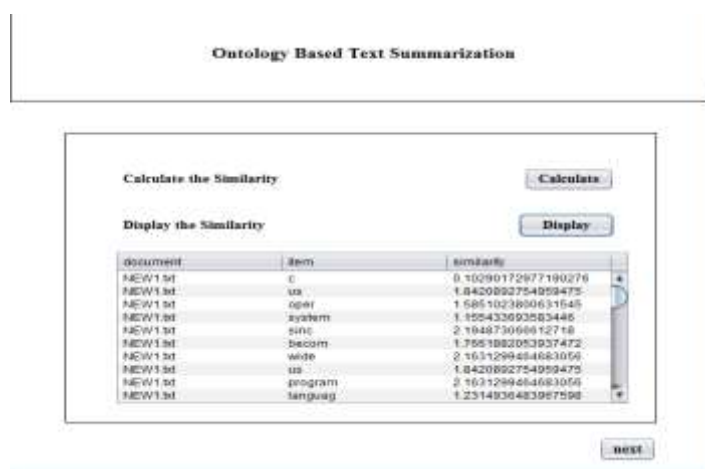 Ontology Based Text Summarization
Calculate the Similarity Calculate
Display the Similarity Display
document item similarity
NEW1.txt c 0.10290172977190276
NEW1.txt us 1.8420892754959475
NEW1.txt oper 1.5851023800631545
NEW1.txt system 1.155433693583446
NEW1.txt sinc 2.194873066612718
NEW1.txt becom 1.7661882053937472
NEW1.txt wide 2.1631299464683056
NEW1.txt us 1.8420892754959475
NEW1.txt program 2.1631299464683056
NEW1.txt languag 1.2314936483967598
next